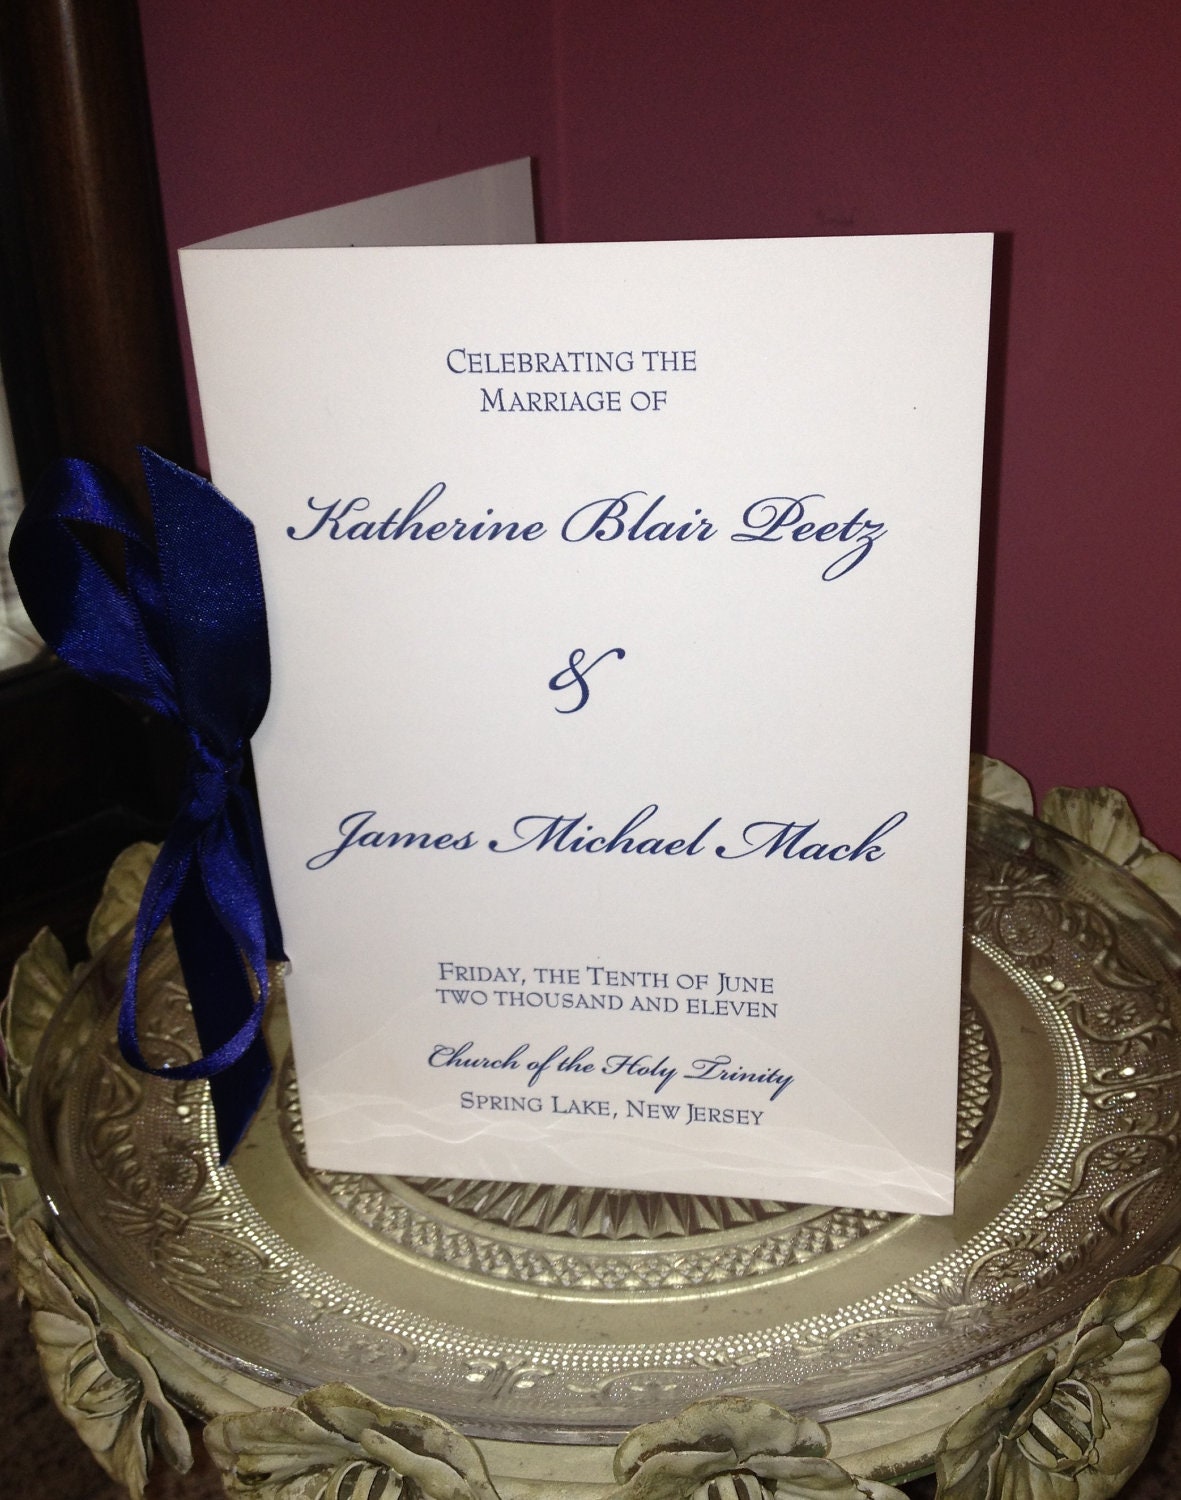 Celebrating the
Marriage of
Katherine Blair Peetz
&
James Michael Mack
Friday, the Tenth of June
two thousand and eleven
Church of the Holy Trinity
Spring Lake, New Jersey